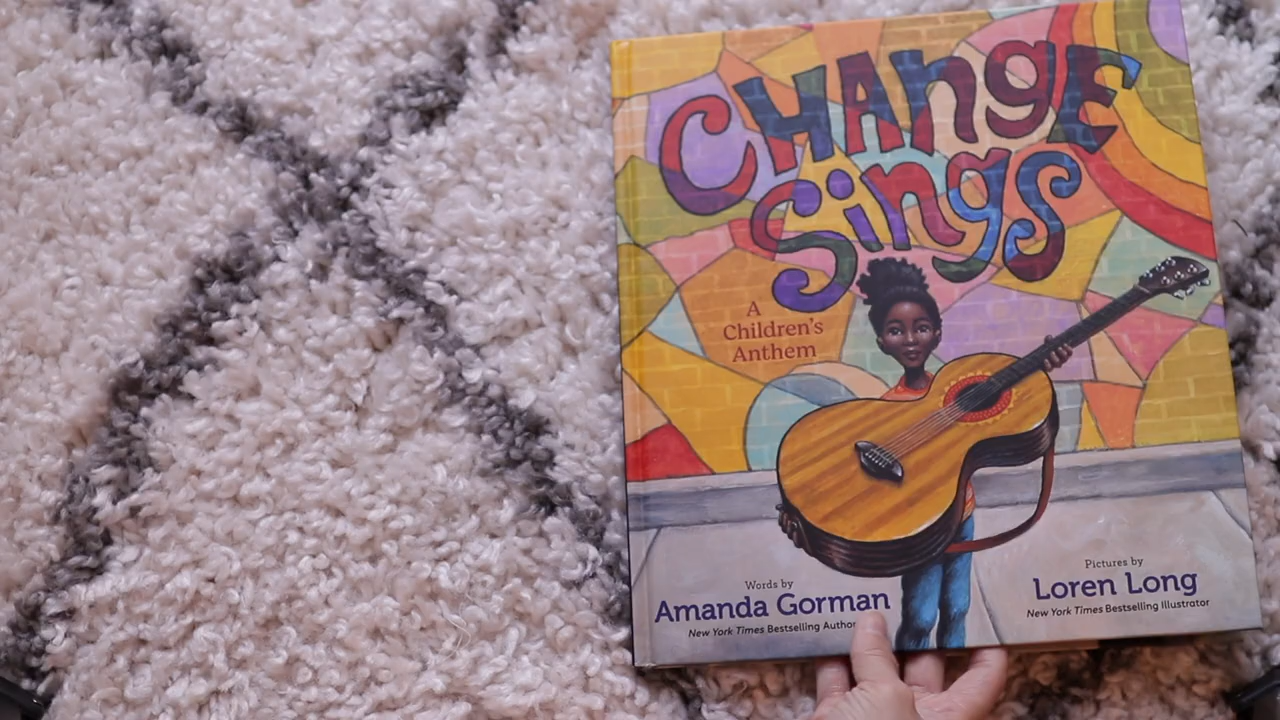 CHAngE
Sings
A
Children's
Anthem
Words by
Amanda Gorman
New York Times Bestselling Author
Pictures by
Loren Long
New York Times Bestselling Illustrator